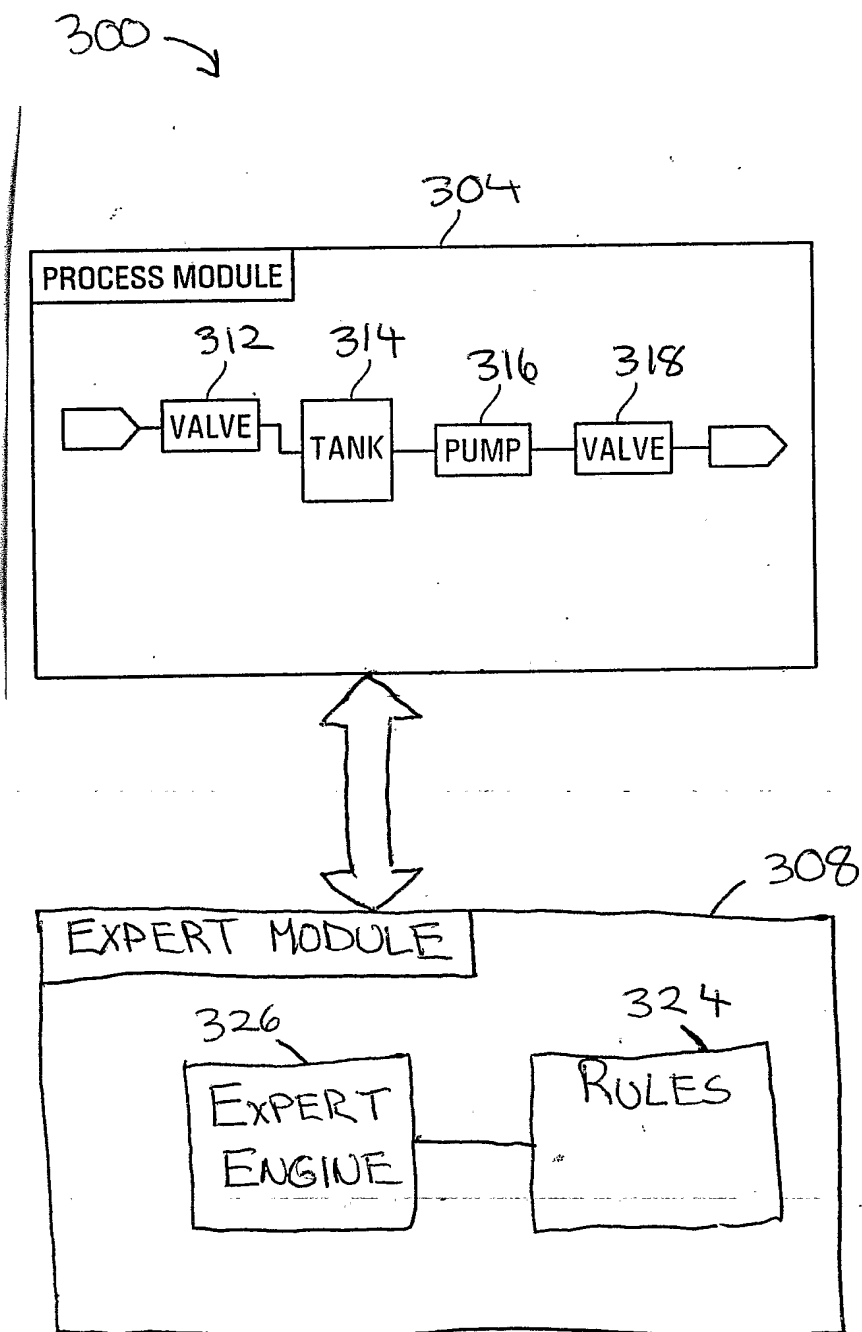 300
304
PROCESS MODULE
312 314 316 318
VALVE TANK PUMP VALVE
308
EXPERT MODULE
326 324
EXPERT ENGINE
RULES